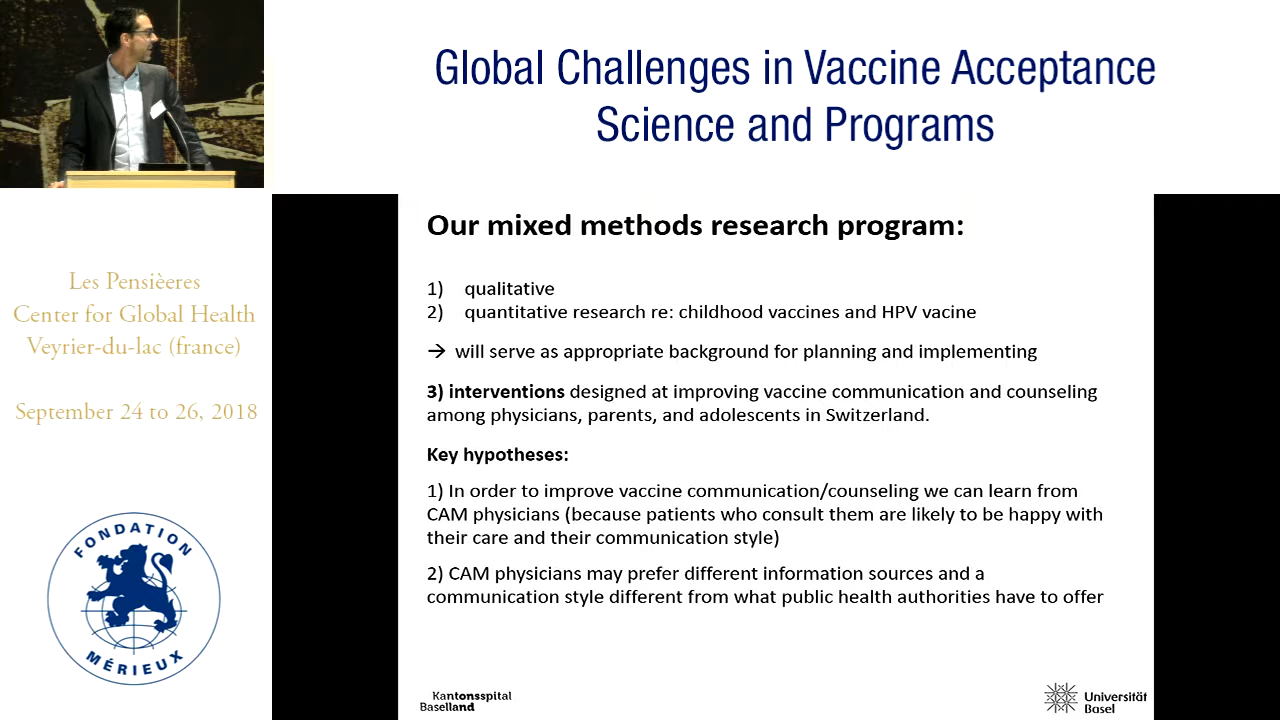 Global Challenges in Vaccine Acceptance
Science and Programs
Les Pensièeres
Center for Global Health
Veyrier-du-lac (france)
September 24 to 26, 2018
FONDATION
MÉRIEUX
Our mixed methods research program:
1) qualitative
2) quantitative research re: childhood vaccines and HPV vacine
→ will serve as appropriate background for planning and implementing
3) interventions designed at improving vaccine communication and counseling
among physicians, parents, and adolescents in Switzerland.
Key hypotheses:
1) In order to improve vaccine communication/counseling we can learn from
CAM physicians (because patients who consult them are likely to be happy with
their care and their communication style)
2) CAM physicians may prefer different information sources and a
communication style different from what public health authorities have to offer
Kantonsspital
Baselland
Universität
Basel